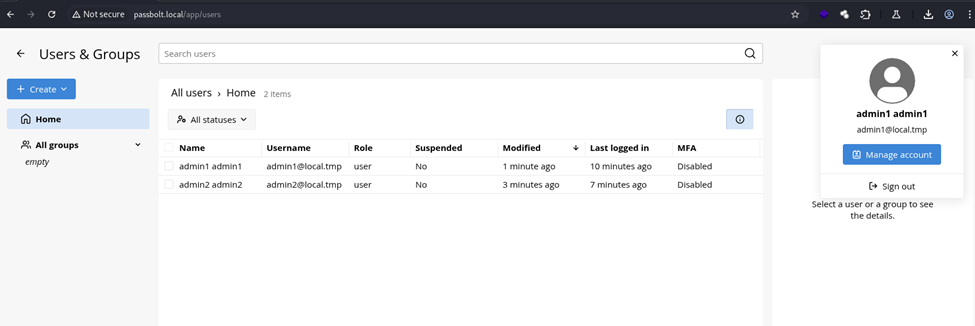 Not secure passbolt.local/app/users
Users & Groups
Search users
Create
Home
All groups
empty
All users › Home 2 items
All statuses
Name Username Role Suspended Modified Last logged in MFA
admin1 admin1 admin1@local.tmp user No 1 minute ago 10 minutes ago Disabled
admin2 admin2 admin2@local.tmp user No 3 minutes ago 7 minutes ago Disabled
admin1 admin1
admin1@local.tmp
Manage account
Sign out
Select a user or a group to see
the details.